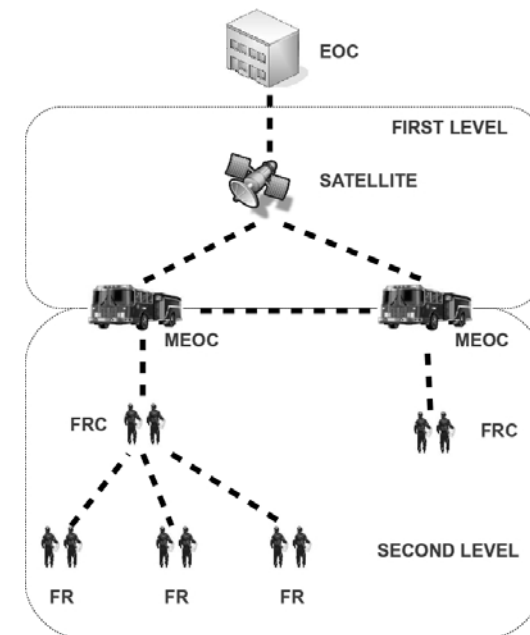 EOC
FIRST LEVEL
SATELLITE
MEOC
MEOC
FRC
FRC
SECOND LEVEL
FR
FR
FR